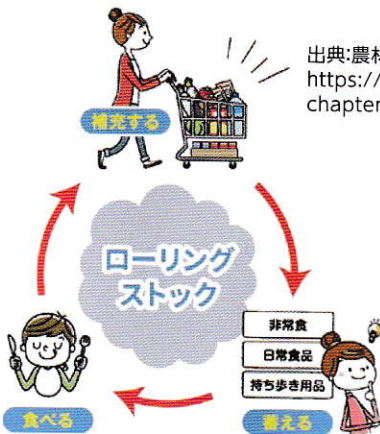 出典:農林
https://
chapter
補充する
ローリング
ストック
非常食
日常食品
持ち歩き用品
蓄える
食べる